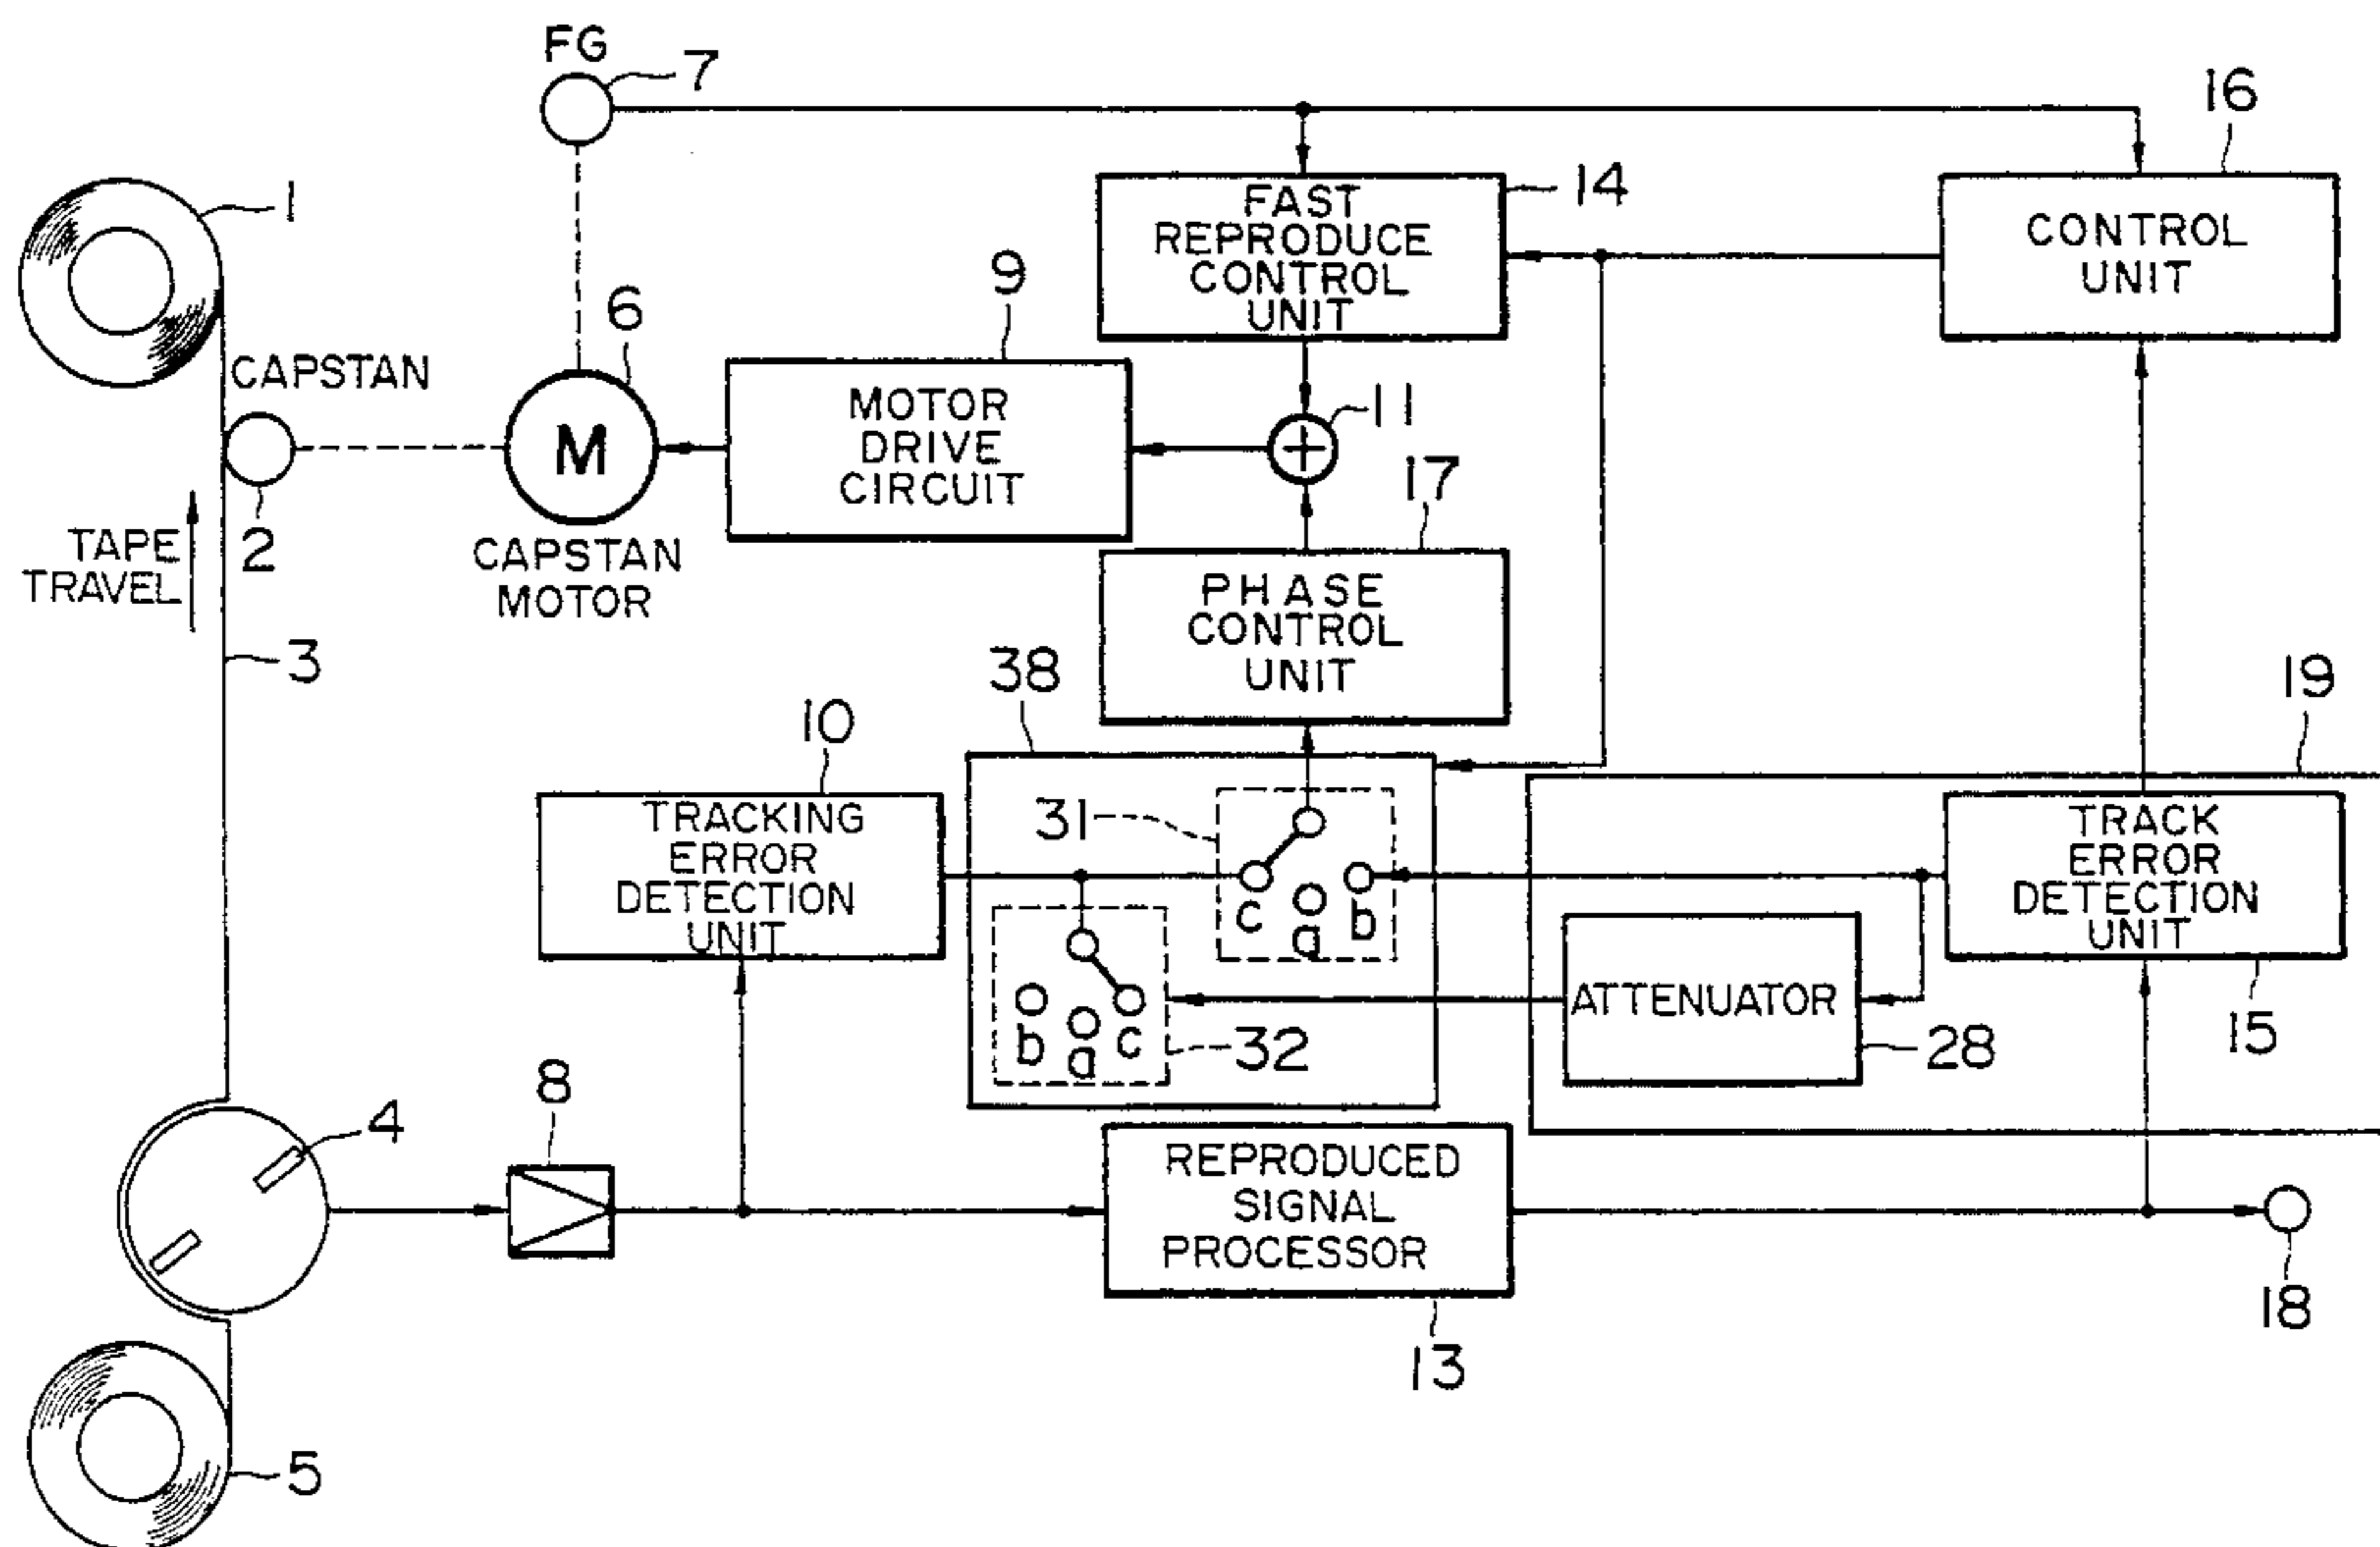 FG
7
16
1
14
FAST
REPRODUCE
CONTROL
UNIT
CONTROL
UNIT
9
6
CAPSTAN
MOTOR
DRIVE
CIRCUIT
11
M
+
17
2
TAPE
TRAVEL
CAPSTAN
MOTOR
PHASE
CONTROL
UNIT
3
38
19
10
TRACKING
ERROR
DETECTION
UNIT
31
c
a
b
TRACK
ERROR
DETECTION
UNIT
b
a
c
32
ATTENUATOR
28
15
8
4
REPRODUCED
SIGNAL
PROCESSOR
18
13
5